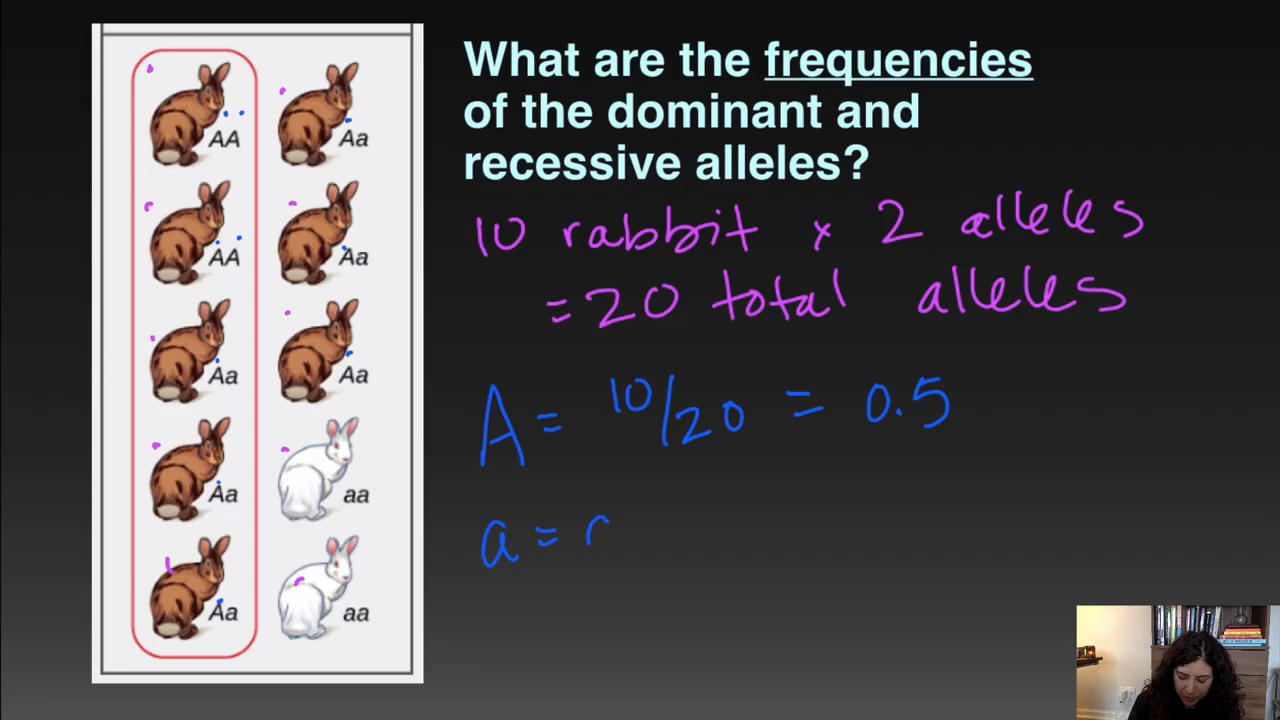 What are the frequencies
of the dominant and
recessive alleles?
10 rabbit x 2 alleles
= 20 total alleles
A = 10/20 = 0.5
a =
AA
Aa
AA
Aa
Aa
Aa
Aa
aa
Aa
aa